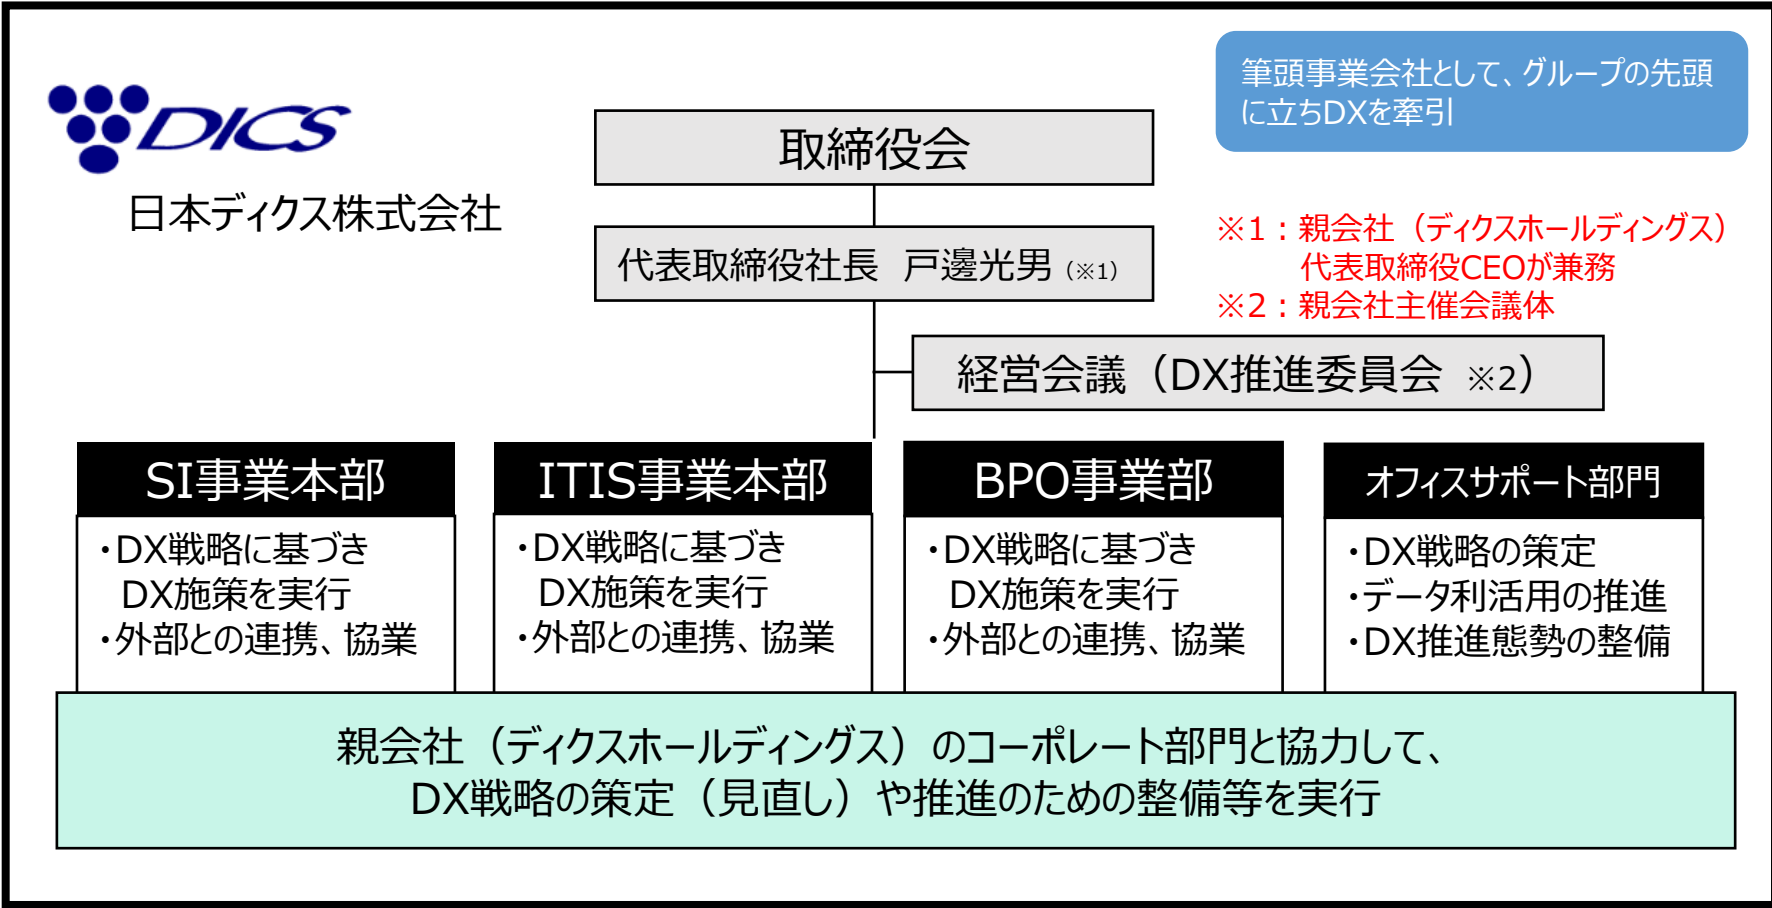 DICS
日本ディクス株式会社
筆頭事業会社として、グループの先頭
に立ちDXを牽引
取締役会
代表取締役社長　戸邊光男（※1）
※1：親会社（ディクスホールディングス）
代表取締役CEOが兼務
※2：親会社主催会議体
経営会議（DX推進委員会 ※2）
SI事業本部
・DX戦略に基づき
DX施策を実行
・外部との連携、協業
ITIS事業本部
・DX戦略に基づき
DX施策を実行
・外部との連携、協業
BPO事業部
・DX戦略に基づき
DX施策を実行
・外部との連携、協業
オフィスサポート部門
・DX戦略の策定
・データ利活用の推進
・DX推進態勢の整備
親会社（ディクスホールディングス）のコーポレート部門と協力して、
DX戦略の策定（見直し）や推進のための整備等を実行